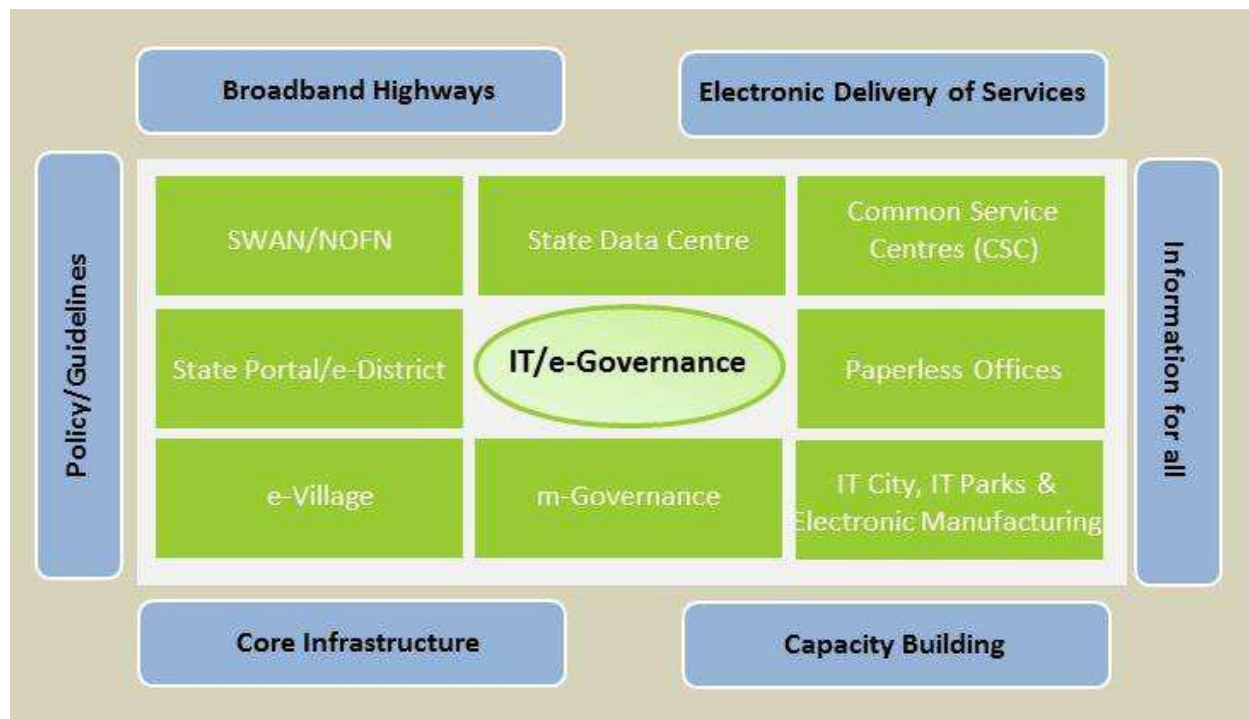 Broadband Highways
Electronic Delivery of Services
Policy/Guidelines
SWAN/NOFN
State Data Centre
Common Service
Centres (CSC)
Information for all
State Portal/e-District
IT/e-Governance
Paperless Offices
e-Village
m-Governance
IT City, IT Parks &
Electronic Manufacturing
Core Infrastructure
Capacity Building